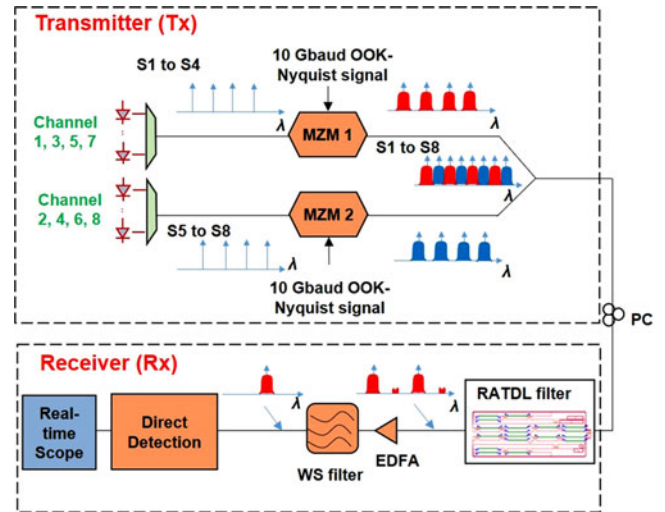 Transmitter (Tx)
10 Gbaud OOK-
Nyquist signal
S1 to S4
λ
λ
Channel
1, 3, 5, 7
MZM 1
S1 to S8
λ
Channel
2, 4, 6, 8
MZM 2
S5 to S8
λ
λ
10 Gbaud OOK-
Nyquist signal
PC
Receiver (Rx)
λ
λ
RATDL filter
Real-
time
Scope
Direct
Detection
WS filter
EDFA